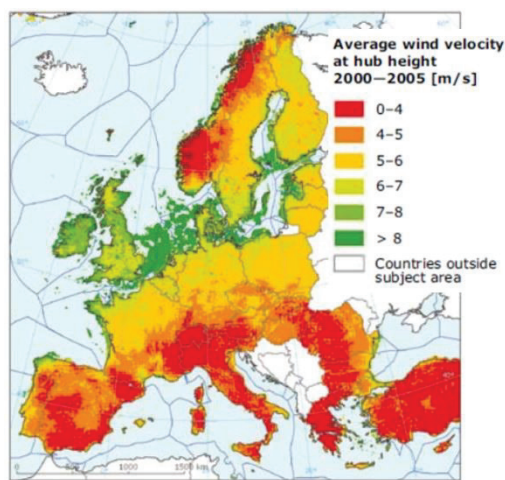 Average wind velocity
at hub height
2000—2005 [m/s]
0–4
4–5
5–6
6–7
7–8
> 8
Countries outside
subject area
0 500 1000 1500 km